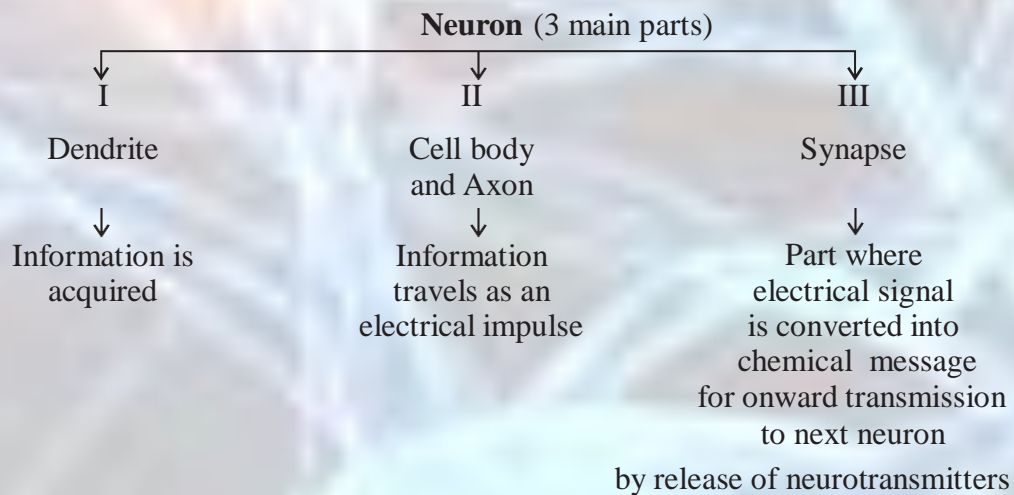 Neuron (3 main parts)
I
II
III
Dendrite
Cell body
and Axon
Synapse
Information is
acquired
Information
travels as an
electrical impulse
Part where
electrical signal
is converted into
chemical message
for onward transmission
to next neuron
by release of neurotransmitters